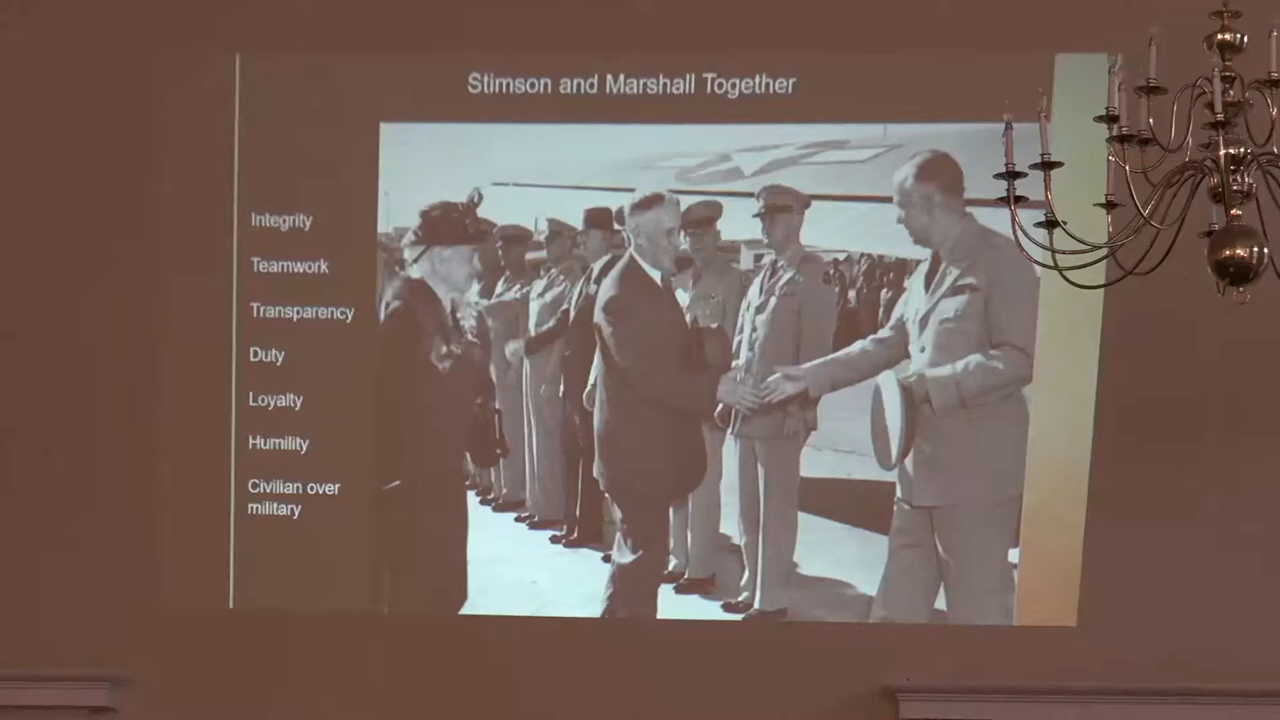 Stimson and Marshall Together
Integrity
Teamwork
Transparency
Duty
Loyalty
Humility
Civilian over
military